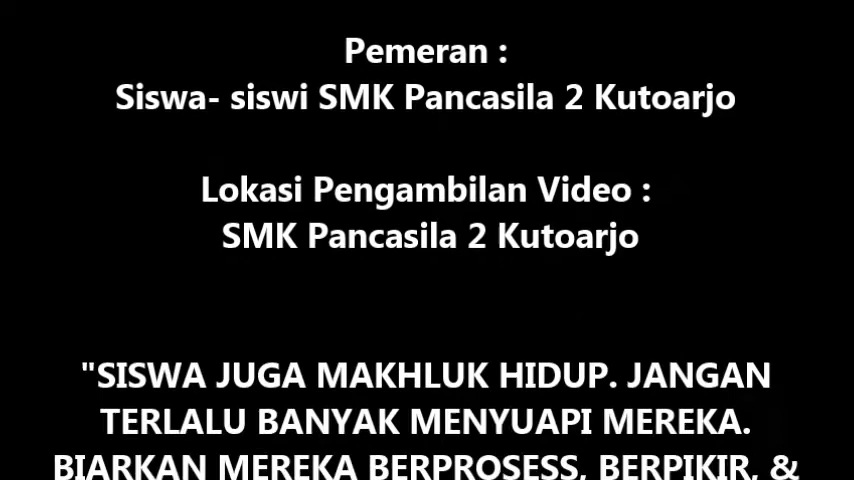 Pemeran :
Siswa- siswi SMK Pancasila 2 Kutoarjo
Lokasi Pengambilan Video :
SMK Pancasila 2 Kutoarjo
"SISWA JUGA MAKHLUK HIDUP. JANGAN
TERLALU BANYAK MENYUAPI MEREKA.
BIARKAN MEREKA BERPROSESS, BERPIKIR, &